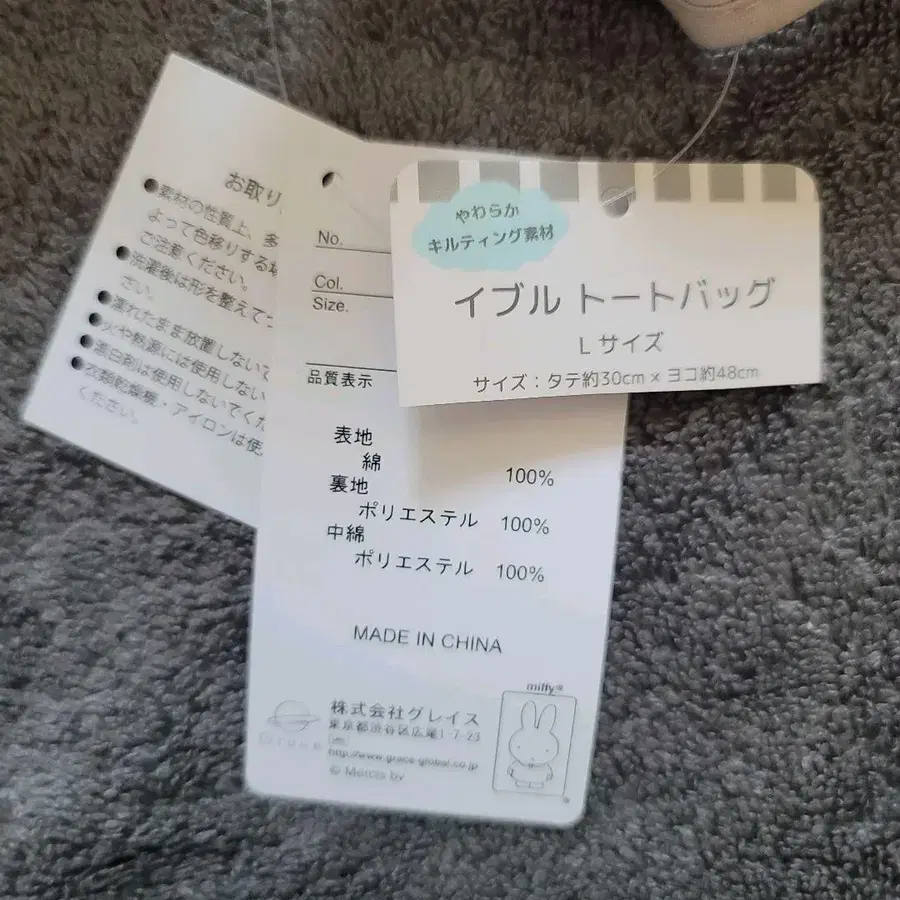 お取り
●素材の性質上、多
よって色移りする場
ご注意ください。
●洗濯後は形を整えてっ
さい。
●濡れたまま放置しないで
●火や熱源には使用しない
●漂白剤は使用しないでくだ
●衣類乾燥機・アイロンは使
ください。
No.
Col.
Size.
品質表示
表地
綿 100%
裏地
ポリエステル 100%
中綿
ポリエステル 100%
MADE IN CHINA
株式会社グレイス
東京都渋谷区広尾1-7-23
http://www.grace-global.co.jp
© Mercis bv
miffy®
やわらか
キルティング素材
イブル トートバッグ
L サイズ
サイズ：タテ約30cm × ヨコ約48cm